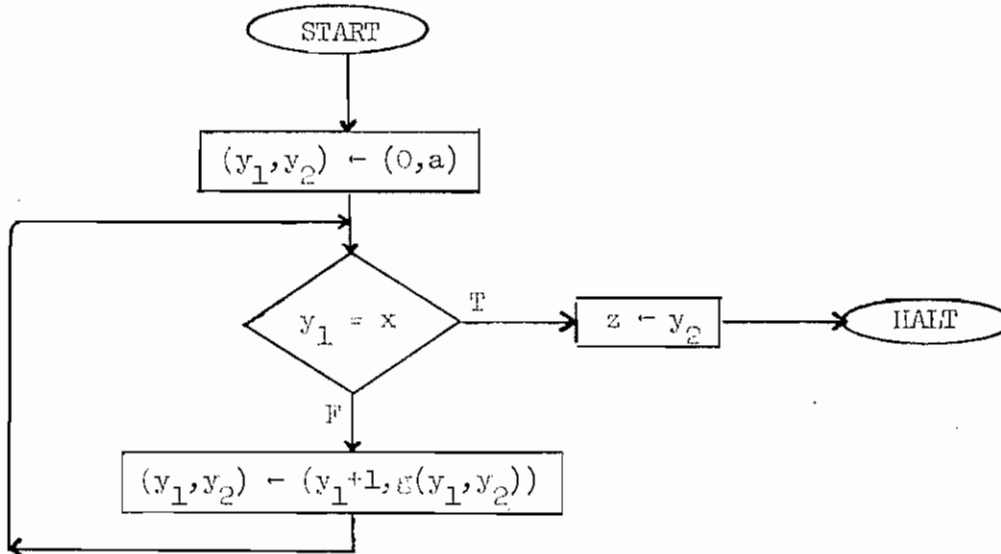 START
(y₁,y₂) ← (0,a)
y₁ = x
T
z ← y₂
HALT
F
(y₁,y₂) ← (y₁+1,g(y₁,y₂))